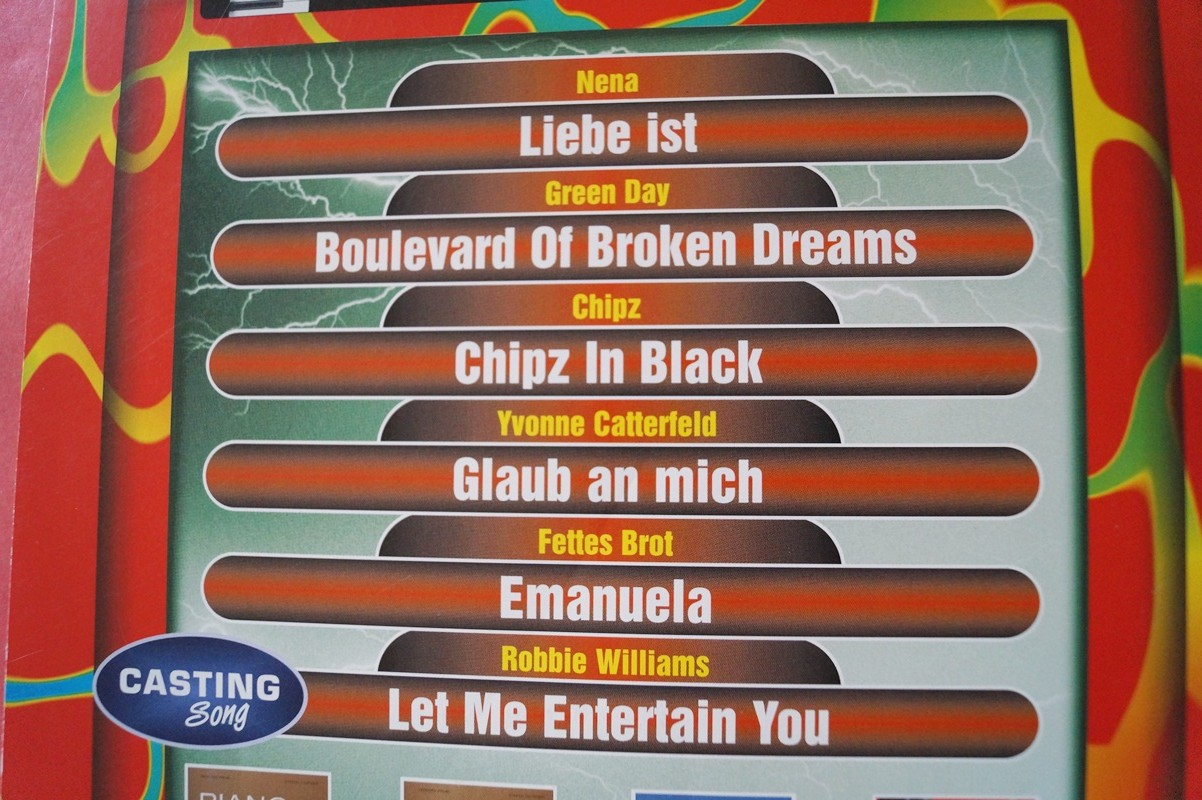 Nena
Liebe ist
Green Day
Boulevard Of Broken Dreams
Chipz
Chipz In Black
Yvonne Catterfeld
Glaub an mich
Fettes Brot
Emanuela
Robbie Williams
CASTING
Song
Let Me Entertain You
PIANO